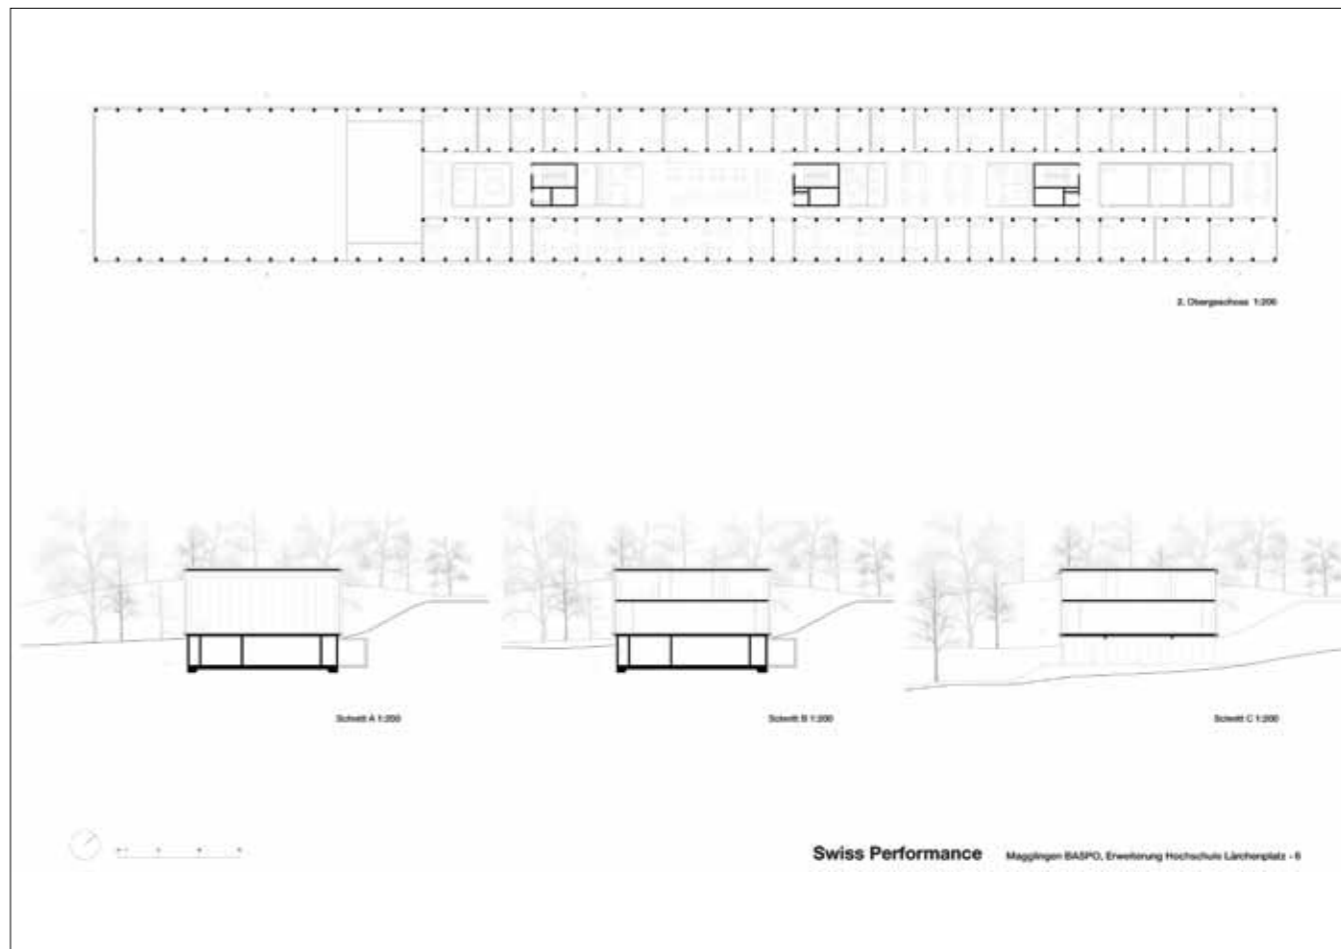 2. Obergeschoss 1:200
Schnitt A 1:200
Schnitt B 1:200
Schnitt C 1:200
Swiss Performance
Magglingen BASPO, Erweiterung Hochschule Lärchenplatz - 6